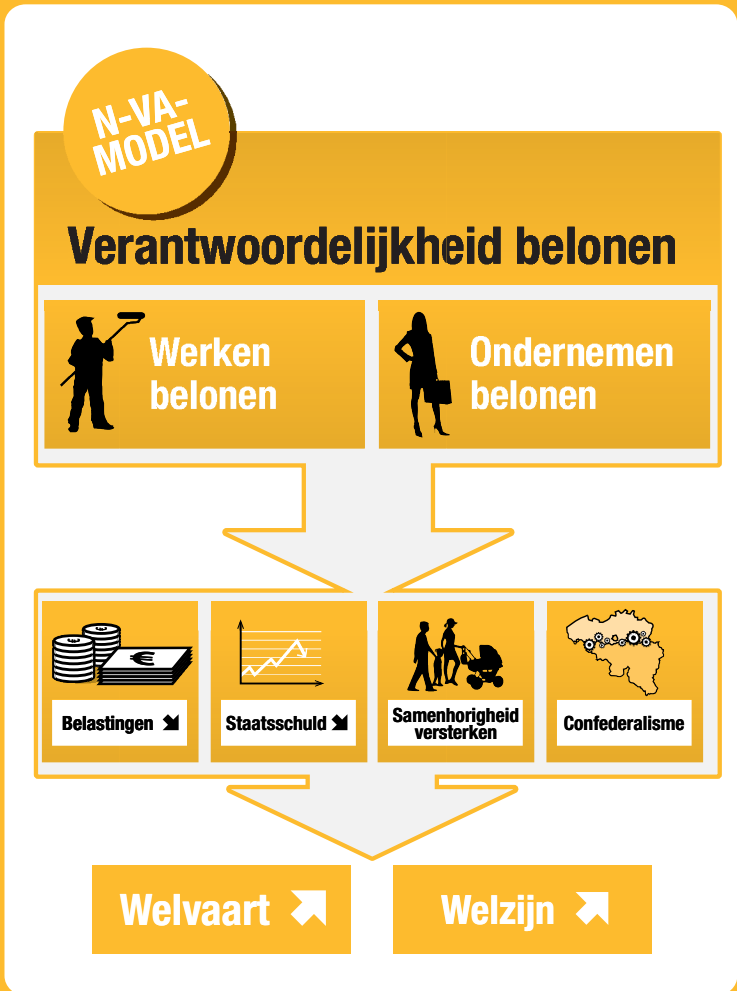 N-VA-
MODEL
Verantwoordelijkheid belonen
Werken
belonen
Ondernemen
belonen
€
Belastingen
Staatsschuld
Samenhorigheid
versterken
Confederalisme
Welvaart
Welzijn